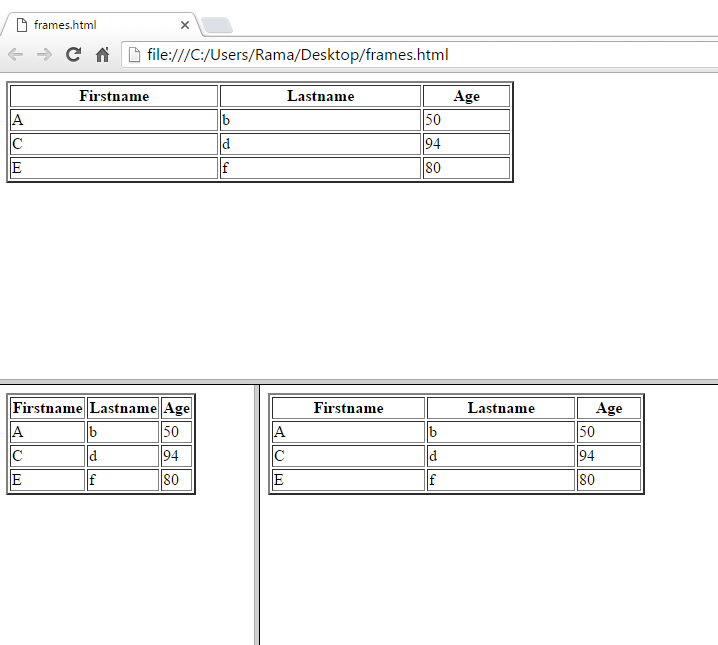 frames.html
file:///C:/Users/Rama/Desktop/frames.html
Firstname Lastname Age
A b 50
C d 94
E f 80
Firstname Lastname Age
A b 50
C d 94
E f 80
Firstname Lastname Age
A b 50
C d 94
E f 80